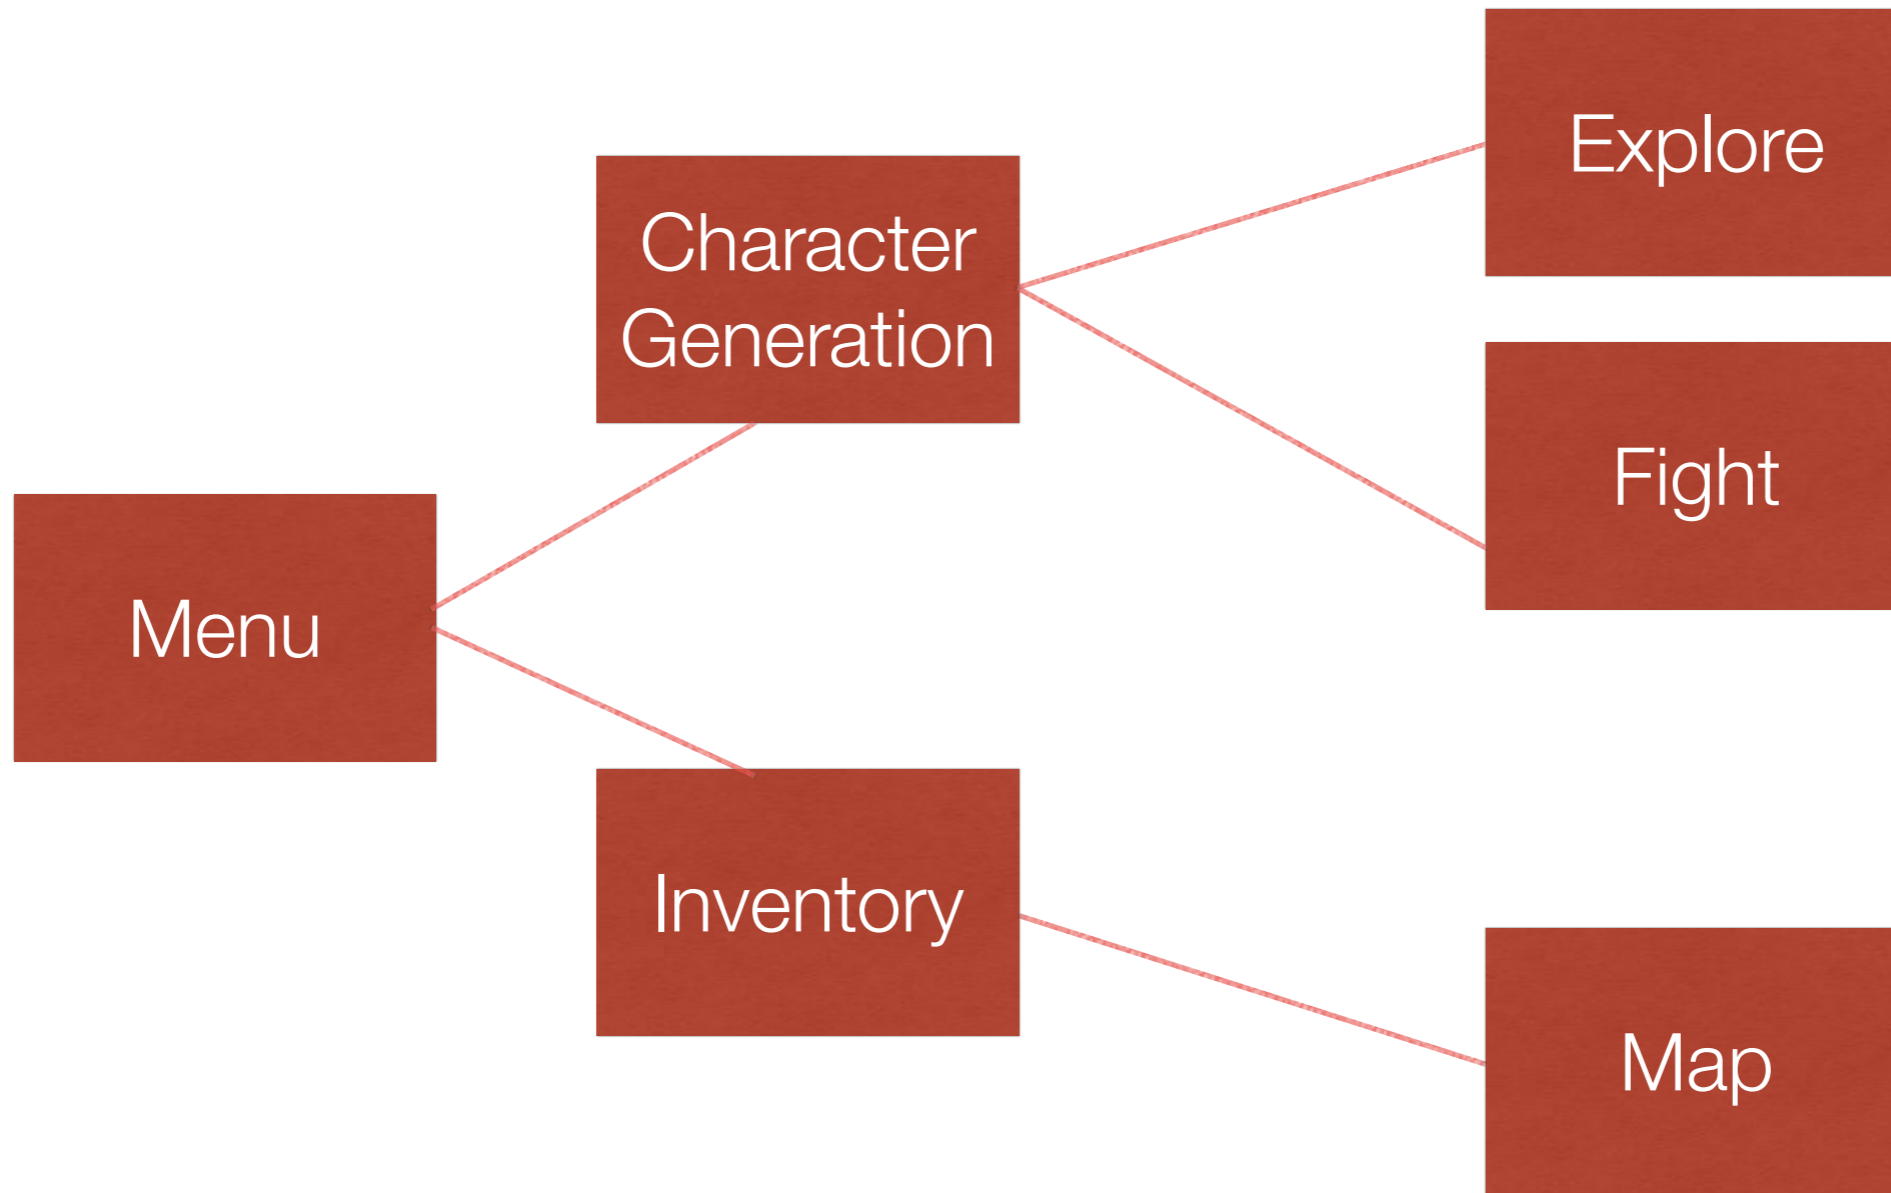 Explore
Character
Generation
Fight
Menu
Inventory
Map